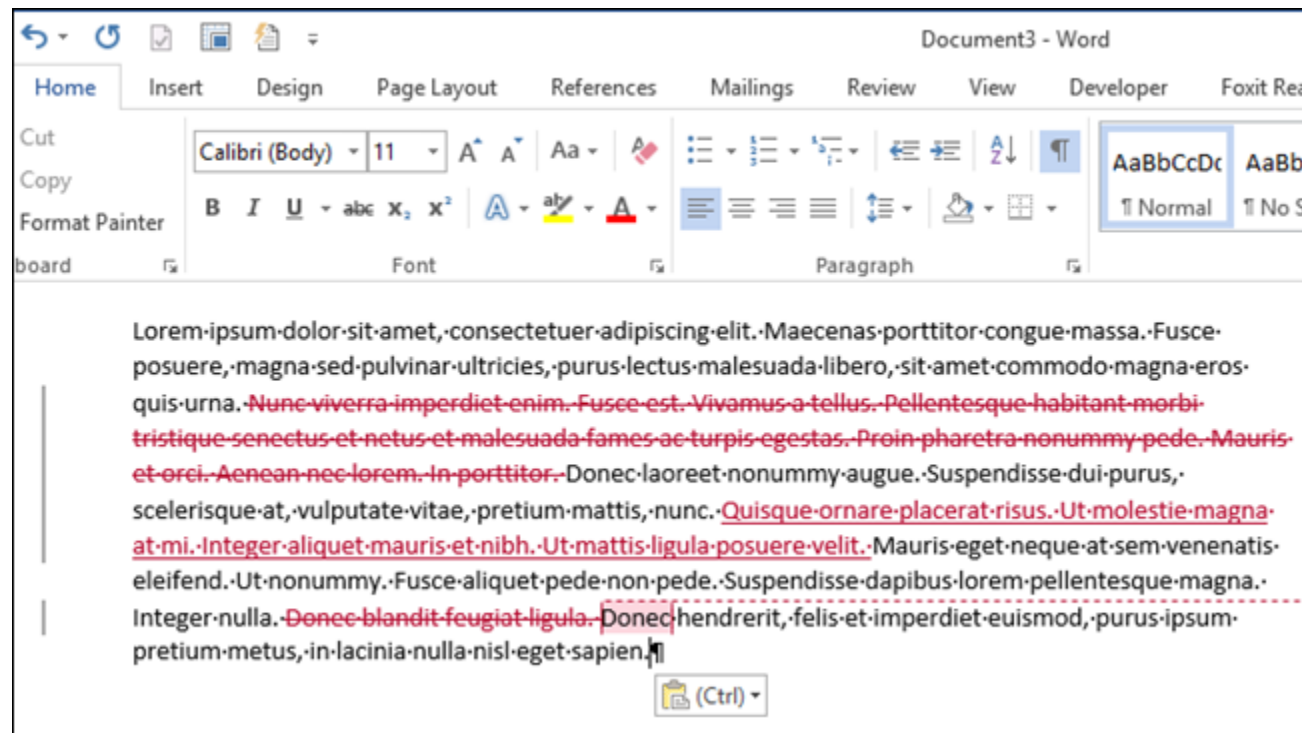 Document3 - Word
Home Insert Design Page Layout References Mailings Review View Developer Foxit Rea
Cut
Calibri (Body) 11 Aa
Copy
Format Painter
B I U abc X₂ X² A aby A
AaBbCcDc AaBb
¶ Normal ¶ No S
board Font Paragraph
Lorem·ipsum·dolor·sit·amet,·consectetuer·adipiscing·elit.·Maecenas·porttitor·congue·massa.·Fusce·
posuere,·magna·sed·pulvinar·ultricies,·purus·lectus·malesuada·libero,·sit·amet·commodo·magna·eros·
quis·urna.·Nunc·viverra·imperdiet·enim.·Fusce·est.·Vivamus·a·tellus.·Pellentesque·habitant·morbi·
tristique·senectus·et·netus·et·malesuada·fames·ac·turpis·egestas.·Proin·pharetra·nonummy·pede.·Mauris·
et·orci.·Aenean·nec·lorem.·In·porttitor.·Donec·laoreet·nonummy·augue.·Suspendisse·dui·purus,·
scelerisque·at,·vulputate·vitae,·pretium·mattis,·nunc.·Quisque·ornare·placerat·risus.·Ut·molestie·magna·
at·mi.·Integer·aliquet·mauris·et·nibh.·Ut·mattis·ligula·posuere·velit.·Mauris·eget·neque·at·sem·venenatis·
eleifend.·Ut·nonummy.·Fusce·aliquet·pede·non·pede.·Suspendisse·dapibus·lorem·pellentesque·magna.·
Integer·nulla.·Donec·blandit·feugiat·ligula.·Donec·hendrerit,·felis·et·imperdiet·euismod,·purus·ipsum·
pretium·metus,·in·lacinia·nulla·nisl·eget·sapien.¶
(Ctrl)